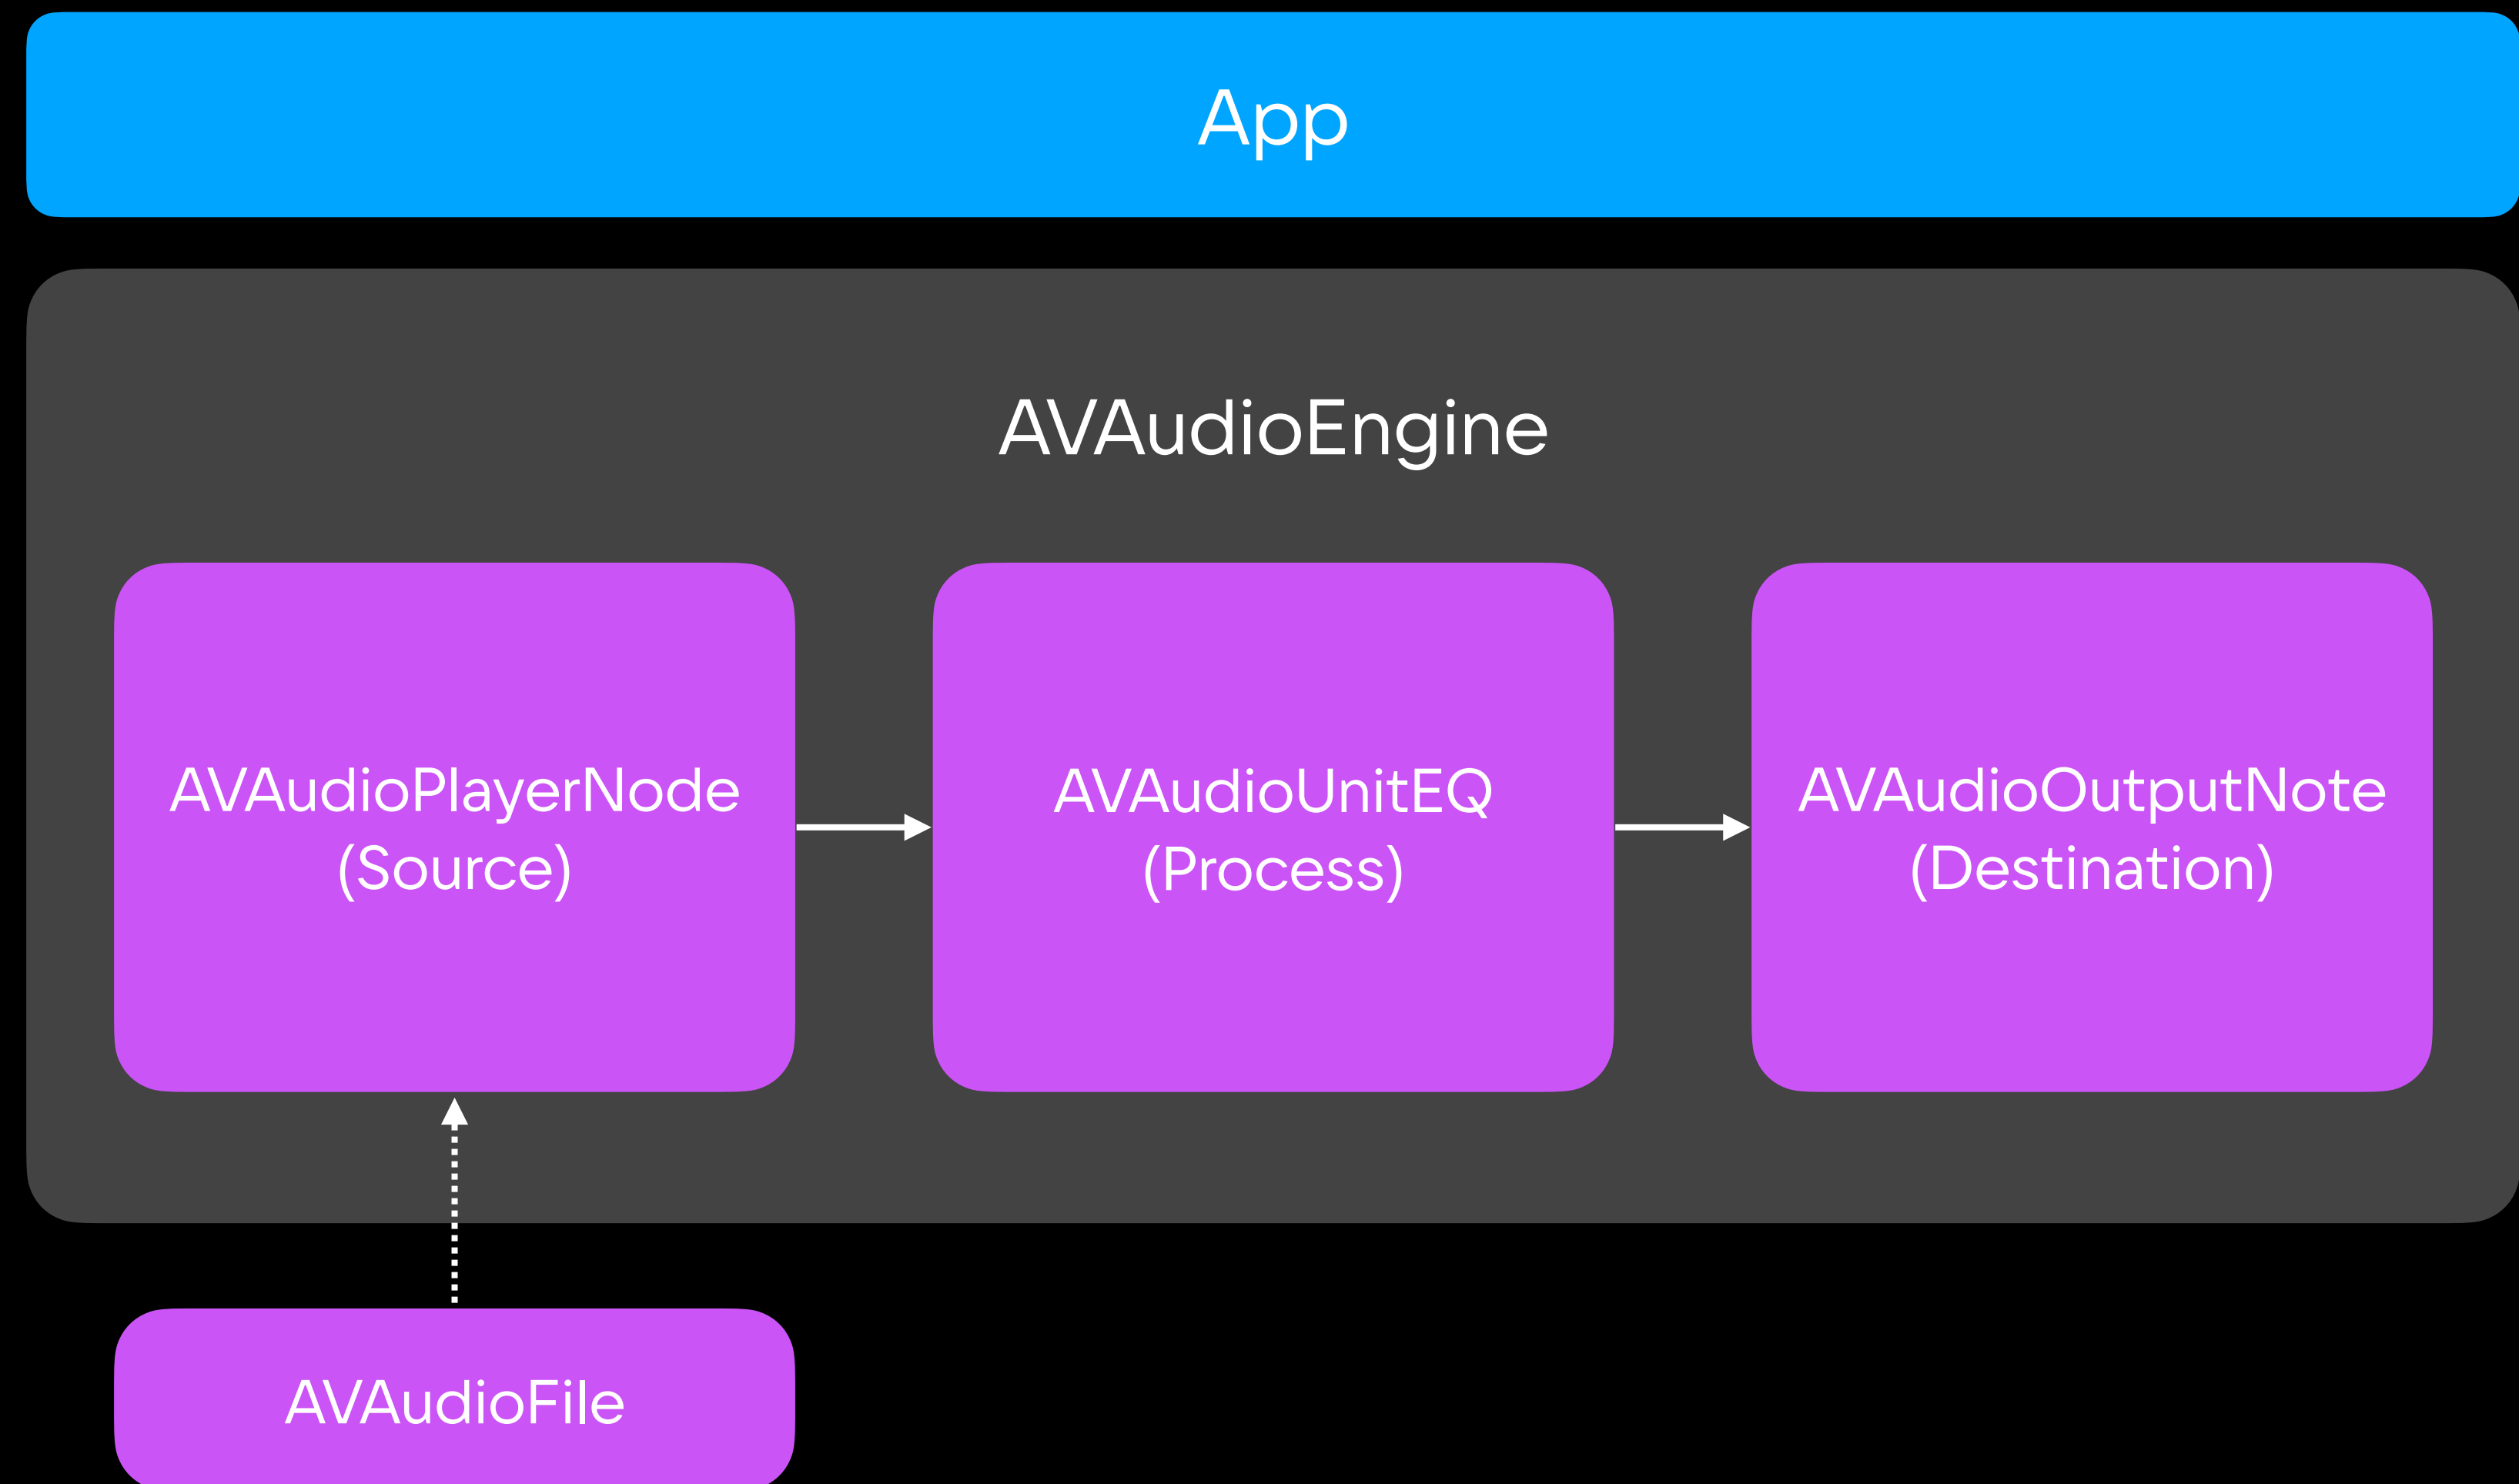 App
AVAudioEngine
AVAudioPlayerNode
(Source)
AVAudioUnitEQ
(Process)
AVAudioOutputNote
(Destination)
AVAudioFile